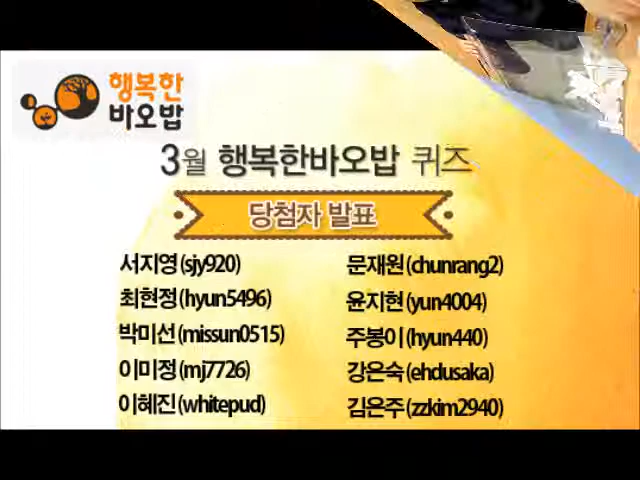 행복한
바오밥
3월 행복한바오밥 퀴즈
당첨자 발표
서지영(sjy920)
최현정(hyun5496)
박미선(missun0515)
이미정(mj7726)
이혜진(whitepud)
문재원(chunrang2)
윤지현(yun4004)
주봉이(hyun440)
강은숙(ehdusaka)
김은주(zzkim2940)